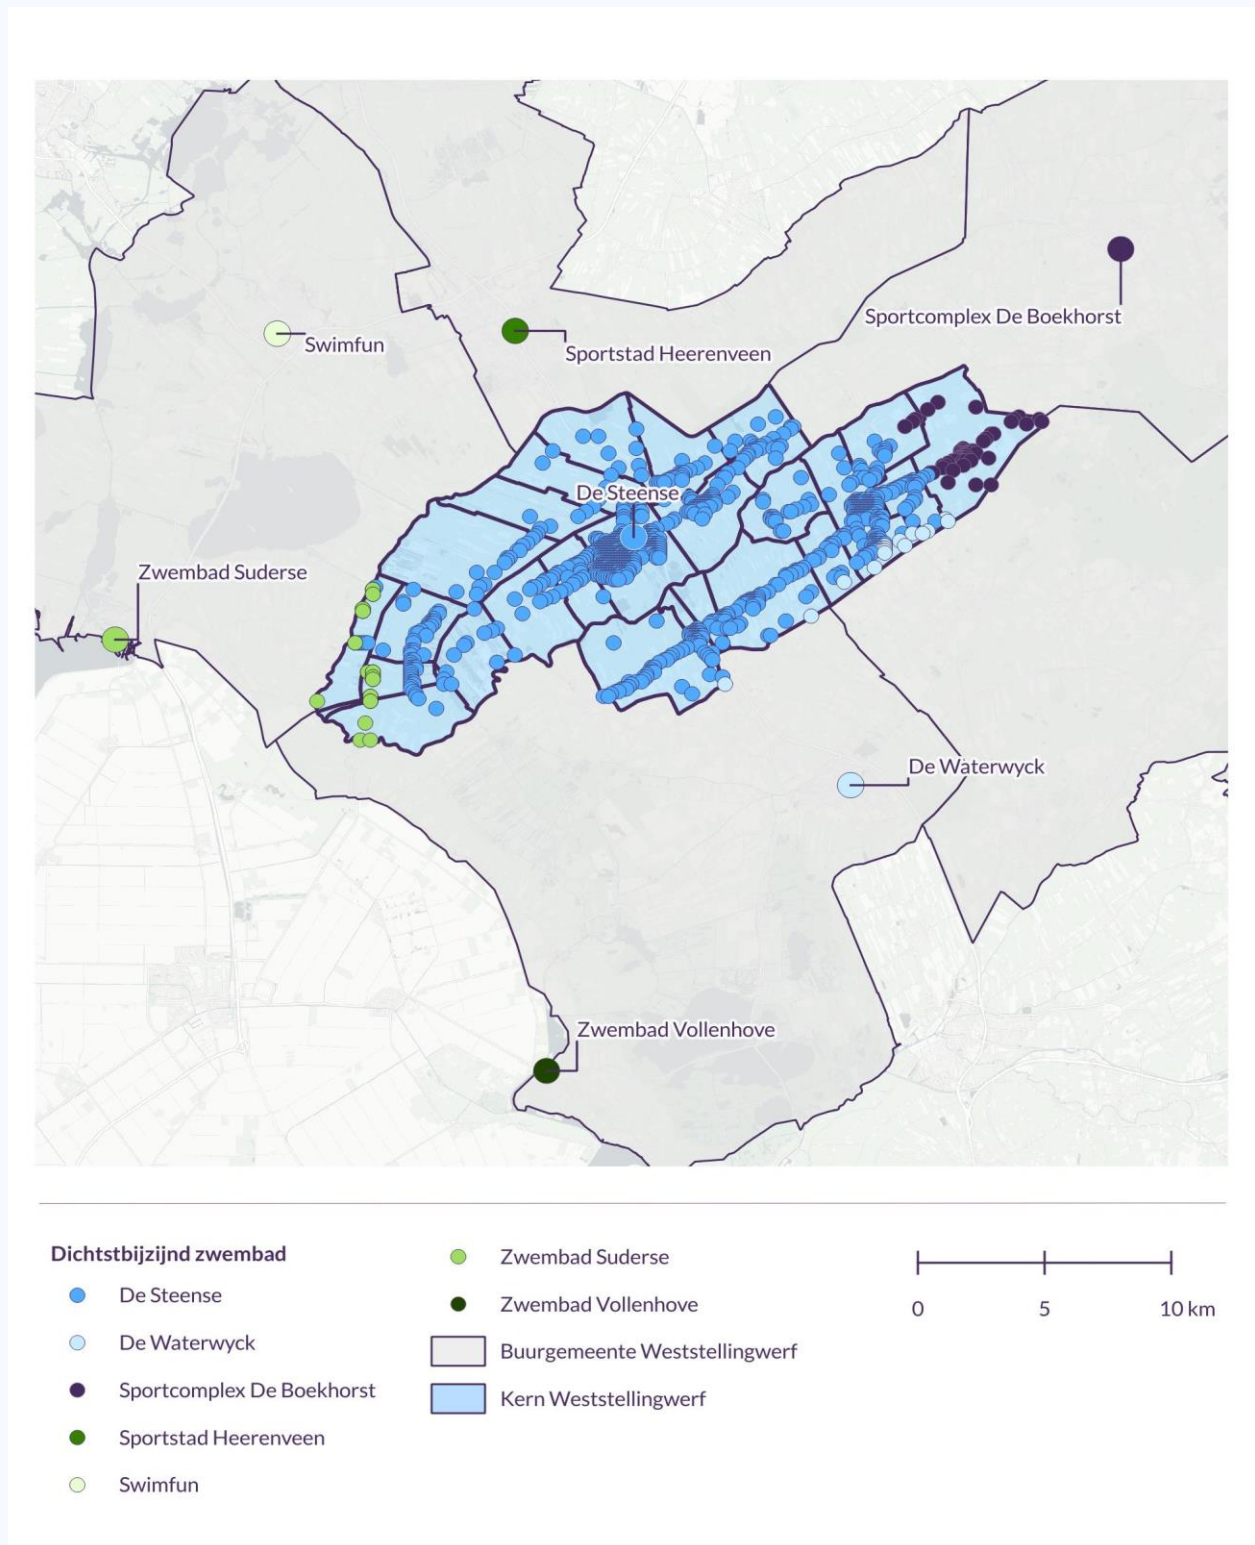 Sportcomplex De Boekhorst
Swimfun
Sportstad Heerenveen
De Steense
Zwembad Suderse
De Waterwyck
Zwembad Vollenhove
Dichtstbijzijnd zwembad
De Steense
De Waterwyck
Sportcomplex De Boekhorst
Sportstad Heerenveen
Swimfun
Zwembad Suderse
Zwembad Vollenhove
Buurgemeente Weststellingwerf
Kern Weststellingwerf
0 5 10 km